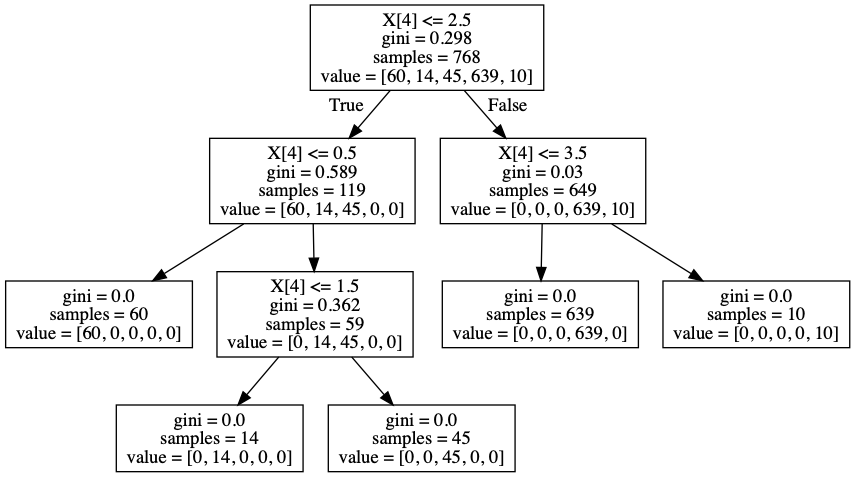 X[4] <= 2.5
gini = 0.298
samples = 768
value = [60, 14, 45, 639, 10]
True
False
X[4] <= 0.5
gini = 0.589
samples = 119
value = [60, 14, 45, 0, 0]
X[4] <= 3.5
gini = 0.03
samples = 649
value = [0, 0, 0, 639, 10]
gini = 0.0
samples = 60
value = [60, 0, 0, 0, 0]
X[4] <= 1.5
gini = 0.362
samples = 59
value = [0, 14, 45, 0, 0]
gini = 0.0
samples = 639
value = [0, 0, 0, 639, 0]
gini = 0.0
samples = 10
value = [0, 0, 0, 0, 10]
gini = 0.0
samples = 14
value = [0, 14, 0, 0, 0]
gini = 0.0
samples = 45
value = [0, 0, 45, 0, 0]